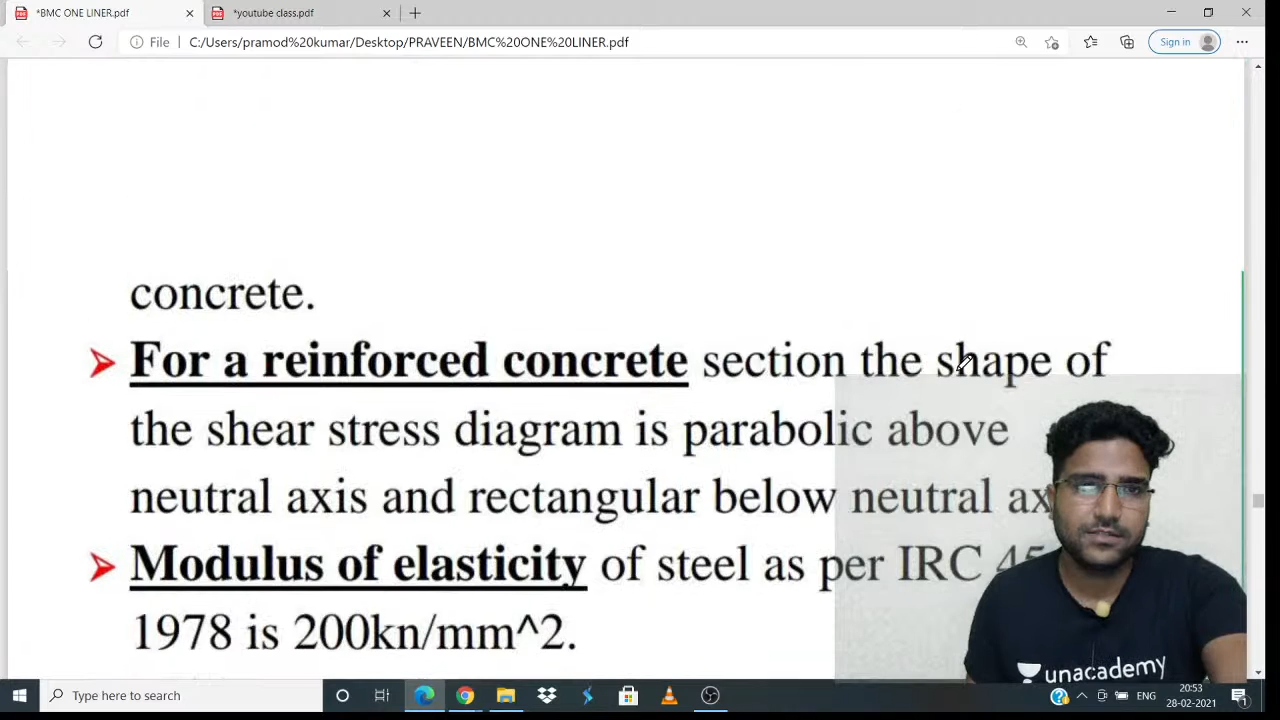 *BMC ONE LINER.pdf
*youtube class.pdf
File
C:/Users/pramod%20kumar/Desktop/PRAVEEN/BMC%20ONE%20LINER.pdf
Sign in
concrete.
For a reinforced concrete section the shape of
the shear stress diagram is parabolic above
neutral axis and rectangular below neutral ax
Modulus of elasticity of steel as per IRC 45
1978 is 200kn/mm^2.
unacademy
Type here to search
ENG
20:53
28-02-2021